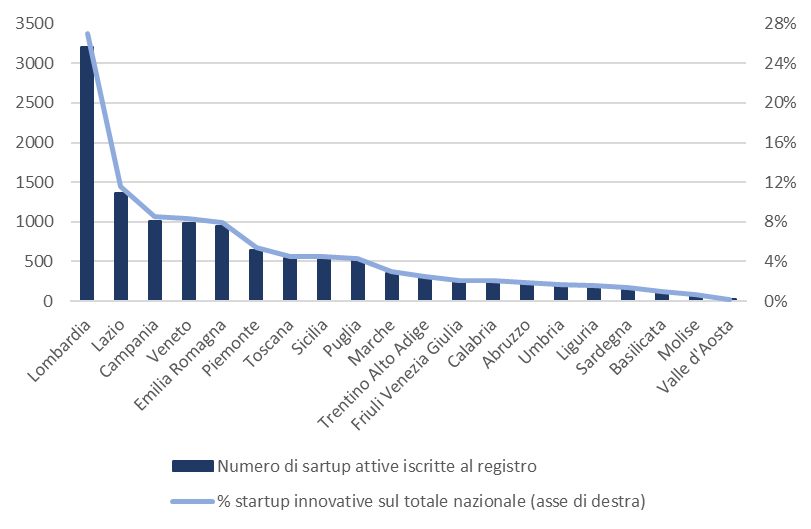 3500
3000
2500
2000
1500
1000
500
0
28%
24%
20%
16%
12%
8%
4%
0%
Lombardia
Lazio
Campania
Veneto
Emilia Romagna
Piemonte
Toscana
Sicilia
Puglia
Marche
Trentino Alto Adige
Friuli Venezia Giulia
Calabria
Abruzzo
Umbria
Liguria
Sardegna
Basilicata
Molise
Valle d'Aosta
Numero di sartup attive iscritte al registro
% startup innovative sul totale nazionale (asse di destra)